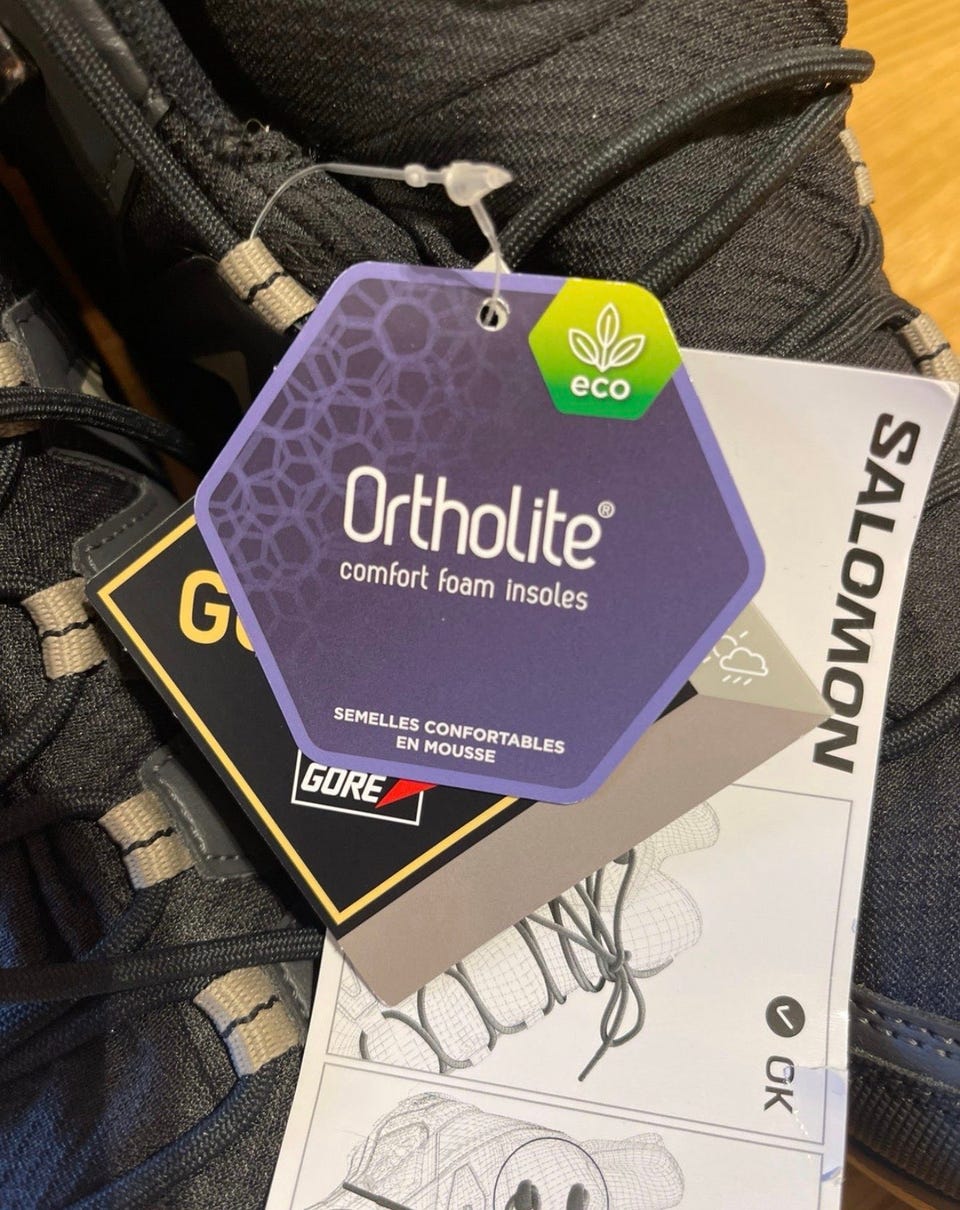 eco
Ortholite®
comfort foam insoles
SEMELLES CONFORTABLES
EN MOUSSE
GORE
SALOMON
OK